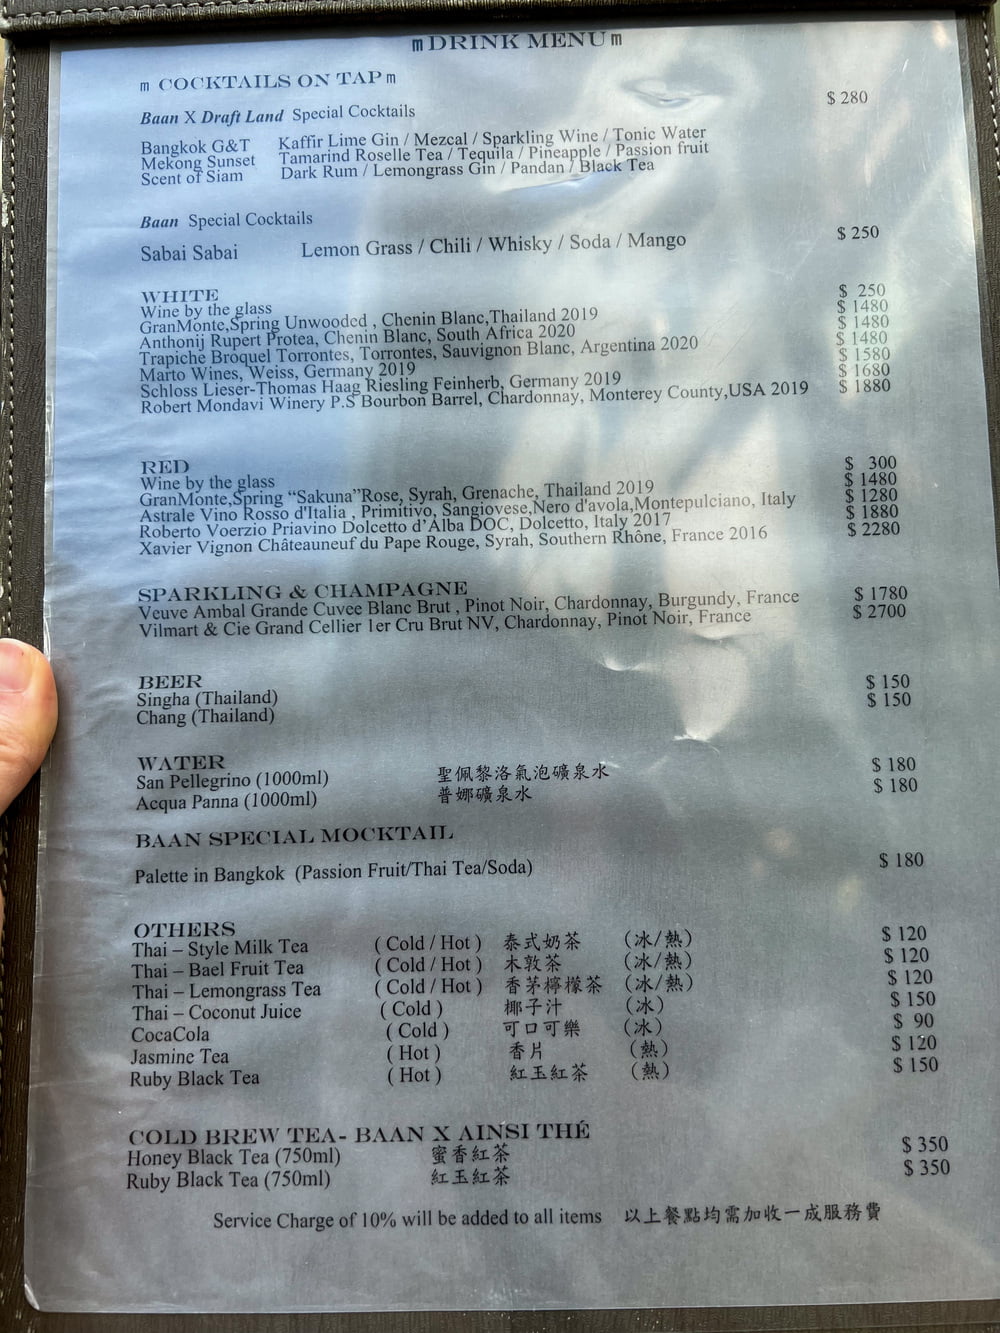 m DRINK MENU m
m COCKTAILS ON TAP m
Baan X Draft Land Special Cocktails $ 280
Bangkok G&T Kaffir Lime Gin / Mezcal / Sparkling Wine / Tonic Water
Mekong Sunset Tamarind Roselle Tea / Tequila / Pineapple / Passion fruit
Scent of Siam Dark Rum / Lemongrass Gin / Pandan / Black Tea
Baan Special Cocktails
Sabai Sabai Lemon Grass / Chili / Whisky / Soda / Mango $ 250
WHITE
Wine by the glass $ 250
GranMonte,Spring Unwooded , Chenin Blanc,Thailand 2019 $ 1480
Anthonij Rupert Protea, Chenin Blanc, South Africa 2020 $ 1480
Trapiche Broquel Torrontes, Torrontes, Sauvignon Blanc, Argentina 2020 $ 1480
Marto Wines, Weiss, Germany 2019 $ 1580
Schloss Lieser-Thomas Haag Riesling Feinherb, Germany 2019 $ 1680
Robert Mondavi Winery P.S Bourbon Barrel, Chardonnay, Monterey County,USA 2019 $ 1880
RED
Wine by the glass $ 300
GranMonte,Spring “Sakuna”Rose, Syrah, Grenache, Thailand 2019 $ 1480
Astrale Vino Rosso d'Italia , Primitivo, Sangiovese,Nero d'avola,Montepulciano, Italy $ 1280
Roberto Voerzio Priavino Dolcetto d’Alba DOC, Dolcetto, Italy 2017 $ 1880
Xavier Vignon Châteauneuf du Pape Rouge, Syrah, Southern Rhône, France 2016 $ 2280
SPARKLING & CHAMPAGNE
Veuve Ambal Grande Cuvee Blanc Brut , Pinot Noir, Chardonnay, Burgundy, France $ 1780
Vilmart & Cie Grand Cellier 1er Cru Brut NV, Chardonnay, Pinot Noir, France $ 2700
BEER
Singha (Thailand) $ 150
Chang (Thailand) $ 150
WATER
San Pellegrino (1000ml) 聖佩黎洛氣泡礦泉水 $ 180
Acqua Panna (1000ml) 普娜礦泉水 $ 180
BAAN SPECIAL MOCKTAIL
Palette in Bangkok (Passion Fruit/Thai Tea/Soda) $ 180
OTHERS
Thai – Style Milk Tea ( Cold / Hot ) 泰式奶茶 (冰/熱) $ 120
Thai – Bael Fruit Tea ( Cold / Hot ) 木敦茶 (冰/熱) $ 120
Thai – Lemongrass Tea ( Cold / Hot ) 香茅檸檬茶 (冰/熱) $ 120
Thai – Coconut Juice ( Cold ) 椰子汁 (冰) $ 150
CocaCola ( Cold ) 可口可樂 (冰) $ 90
Jasmine Tea ( Hot ) 香片 (熱) $ 120
Ruby Black Tea ( Hot ) 紅玉紅茶 (熱) $ 150
COLD BREW TEA- BAAN X AINSI THÉ
Honey Black Tea (750ml) 蜜香紅茶 $ 350
Ruby Black Tea (750ml) 紅玉紅茶 $ 350
Service Charge of 10% will be added to all items 以上餐點均需加收一成服務費